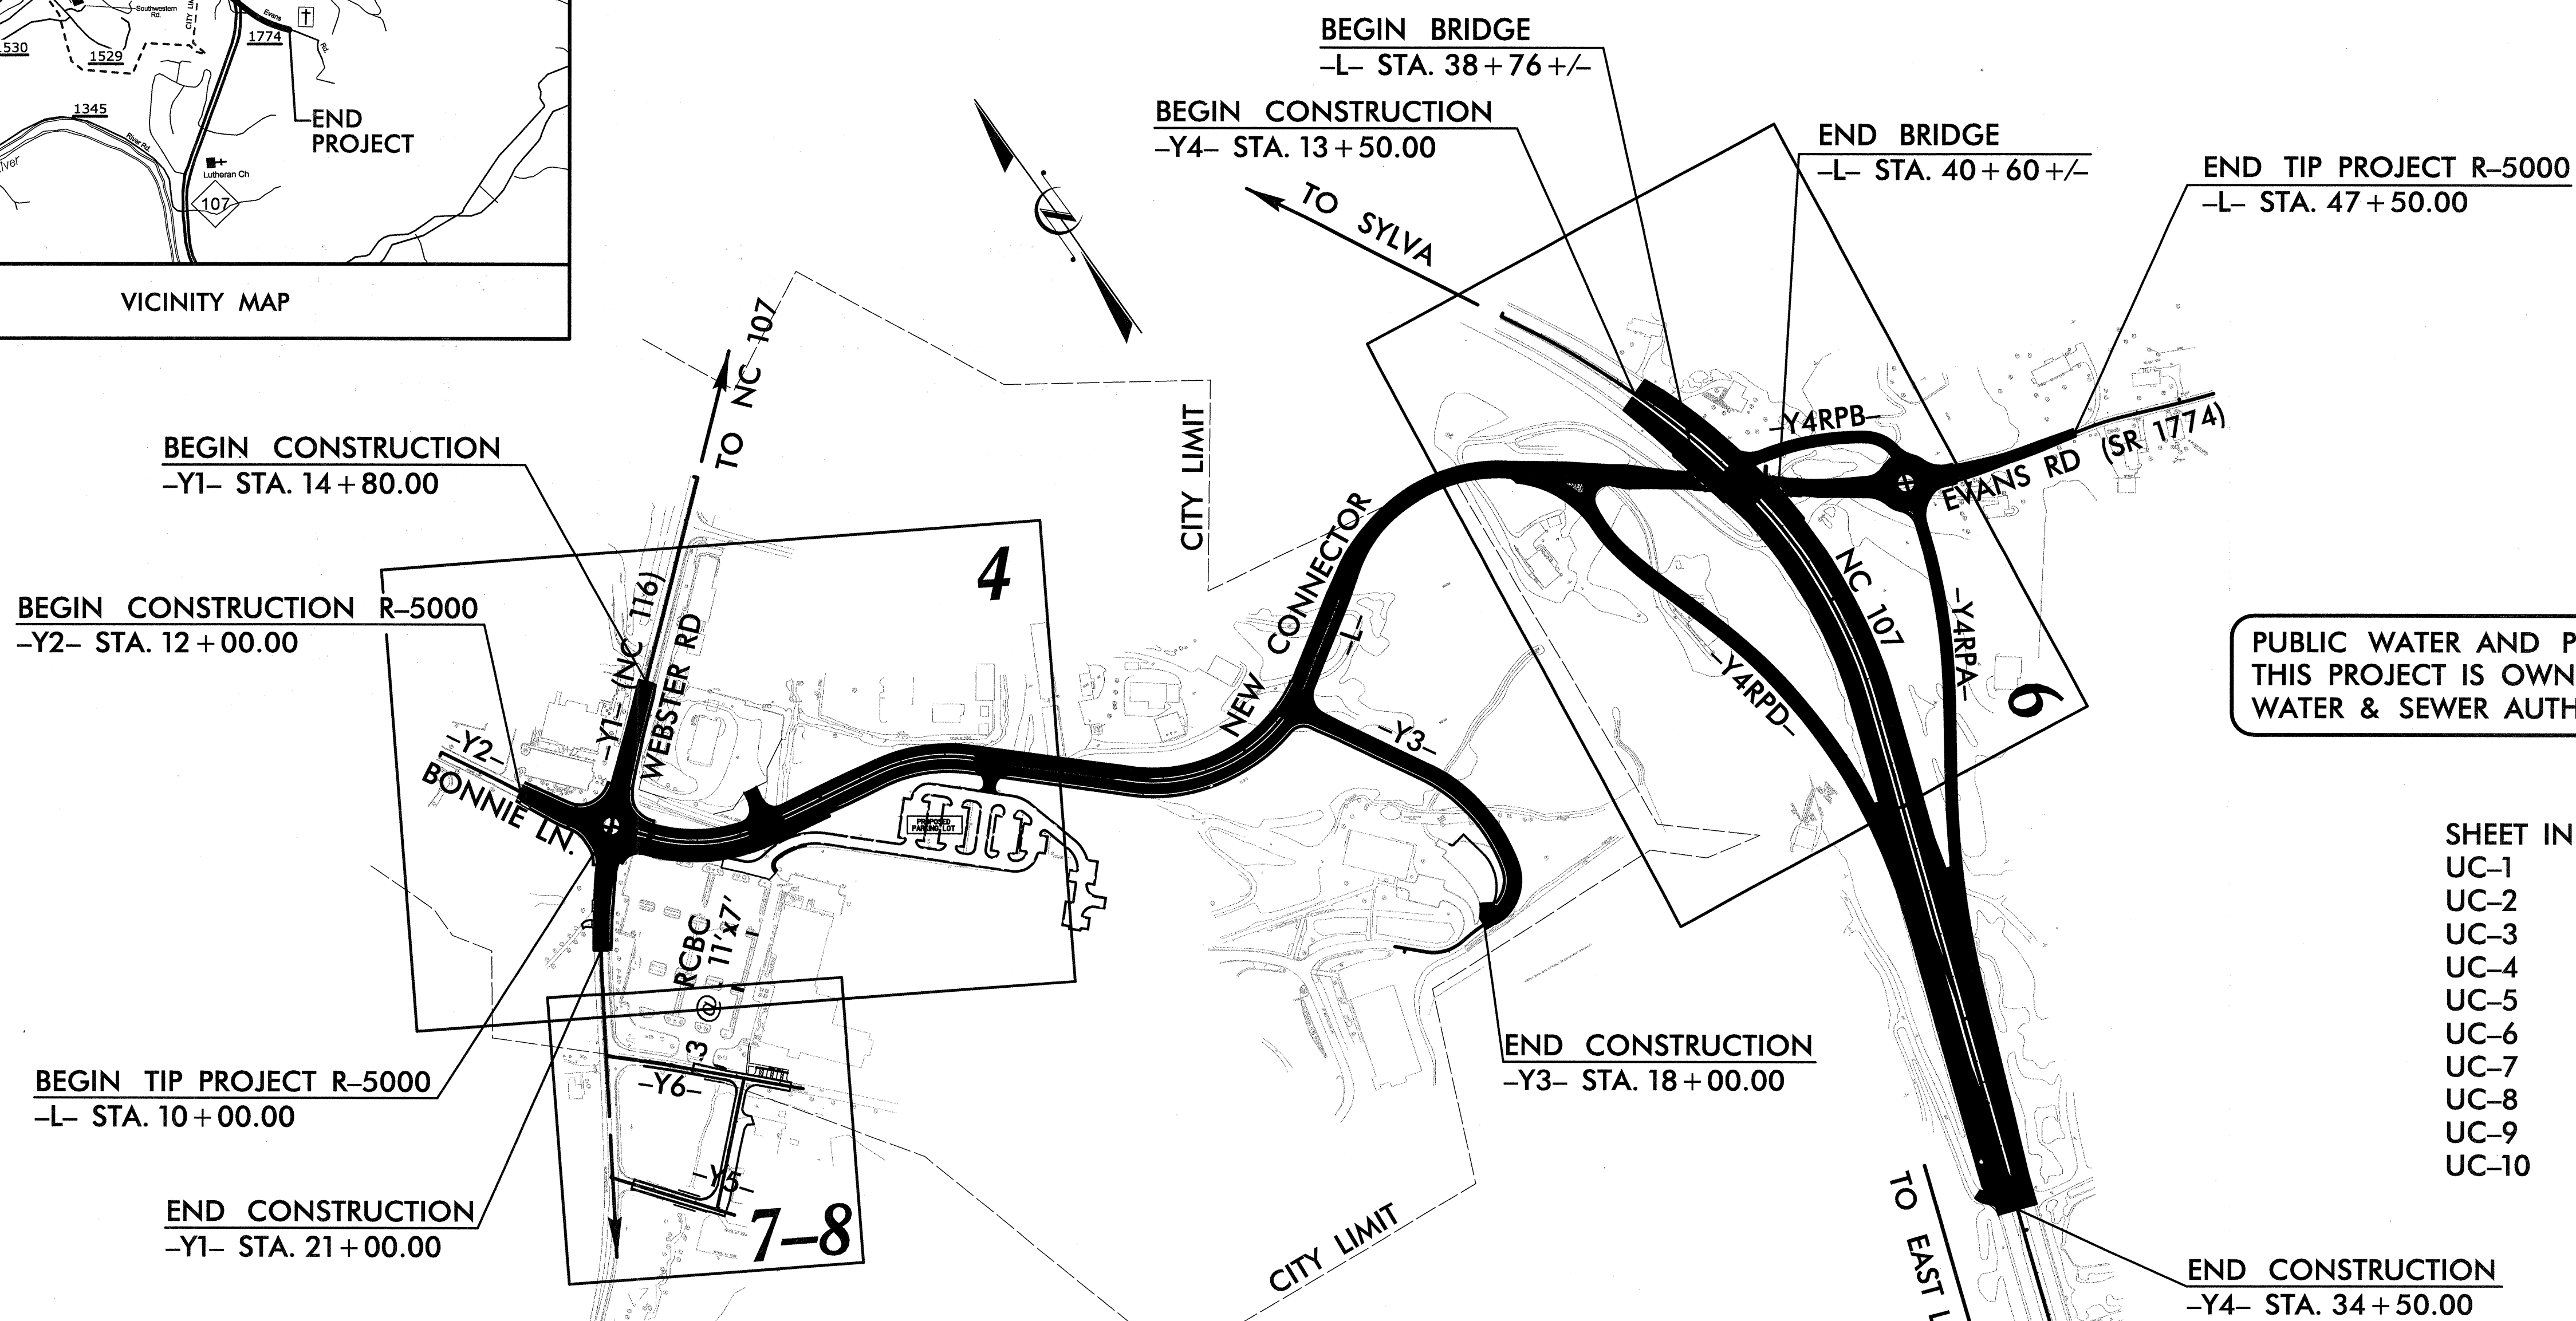 Southwestern
Rd.
CITY LI
Evans
Rd.
1530
1529
1774
1345
River Rd.
iver
END
PROJECT
Lutheran Ch
107
VICINITY MAP
BEGIN BRIDGE
–L– STA. 38+76+/–
BEGIN CONSTRUCTION
–Y4– STA. 13+50.00
END BRIDGE
–L– STA. 40+60+/–
END TIP PROJECT R–5000
–L– STA. 47+50.00
TO SYLVA
N
TO NC 107
CITY LIMIT
BEGIN CONSTRUCTION
–Y1– STA. 14+80.00
BEGIN CONSTRUCTION R–5000
–Y2– STA. 12+00.00
4
–Y1– (NC 116)
WEBSTER RD
–Y2–
BONNIE LN.
PROPOSED
PARKING LOT
NEW CONNECTOR
–L–
–Y3–
–Y4RPB–
EVANS RD (SR 1774)
NC 107
–Y4RPA–
–Y4RPD–
6
PUBLIC WATER AND P
THIS PROJECT IS OWN
WATER & SEWER AUTH
SHEET IN
UC–1
UC–2
UC–3
UC–4
UC–5
UC–6
UC–7
UC–8
UC–9
UC–10
3 @ 11'x7'
RCBC
–Y6–
–Y5–
7–8
BEGIN TIP PROJECT R–5000
–L– STA. 10+00.00
END CONSTRUCTION
–Y1– STA. 21+00.00
END CONSTRUCTION
–Y3– STA. 18+00.00
CITY LIMIT
TO EAST L
END CONSTRUCTION
–Y4– STA. 34+50.00